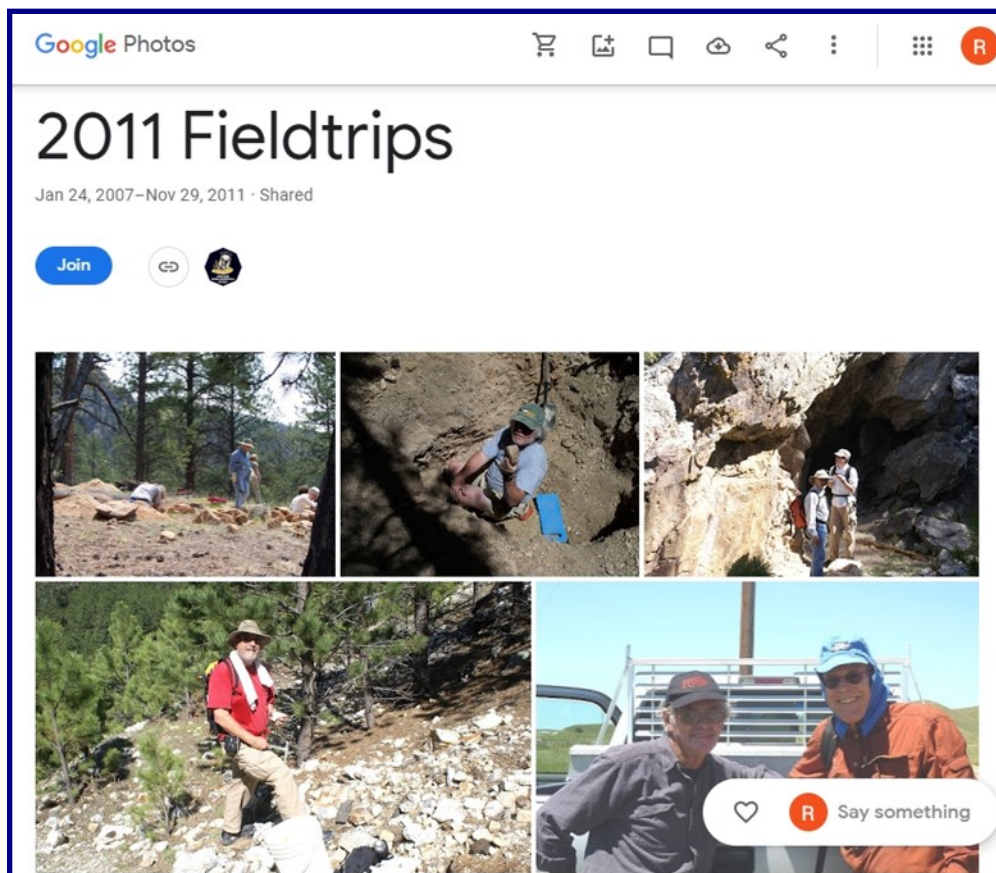 Google Photos
R
2011 Fieldtrips
Jan 24, 2007–Nov 29, 2011 · Shared
Join
R
Say something